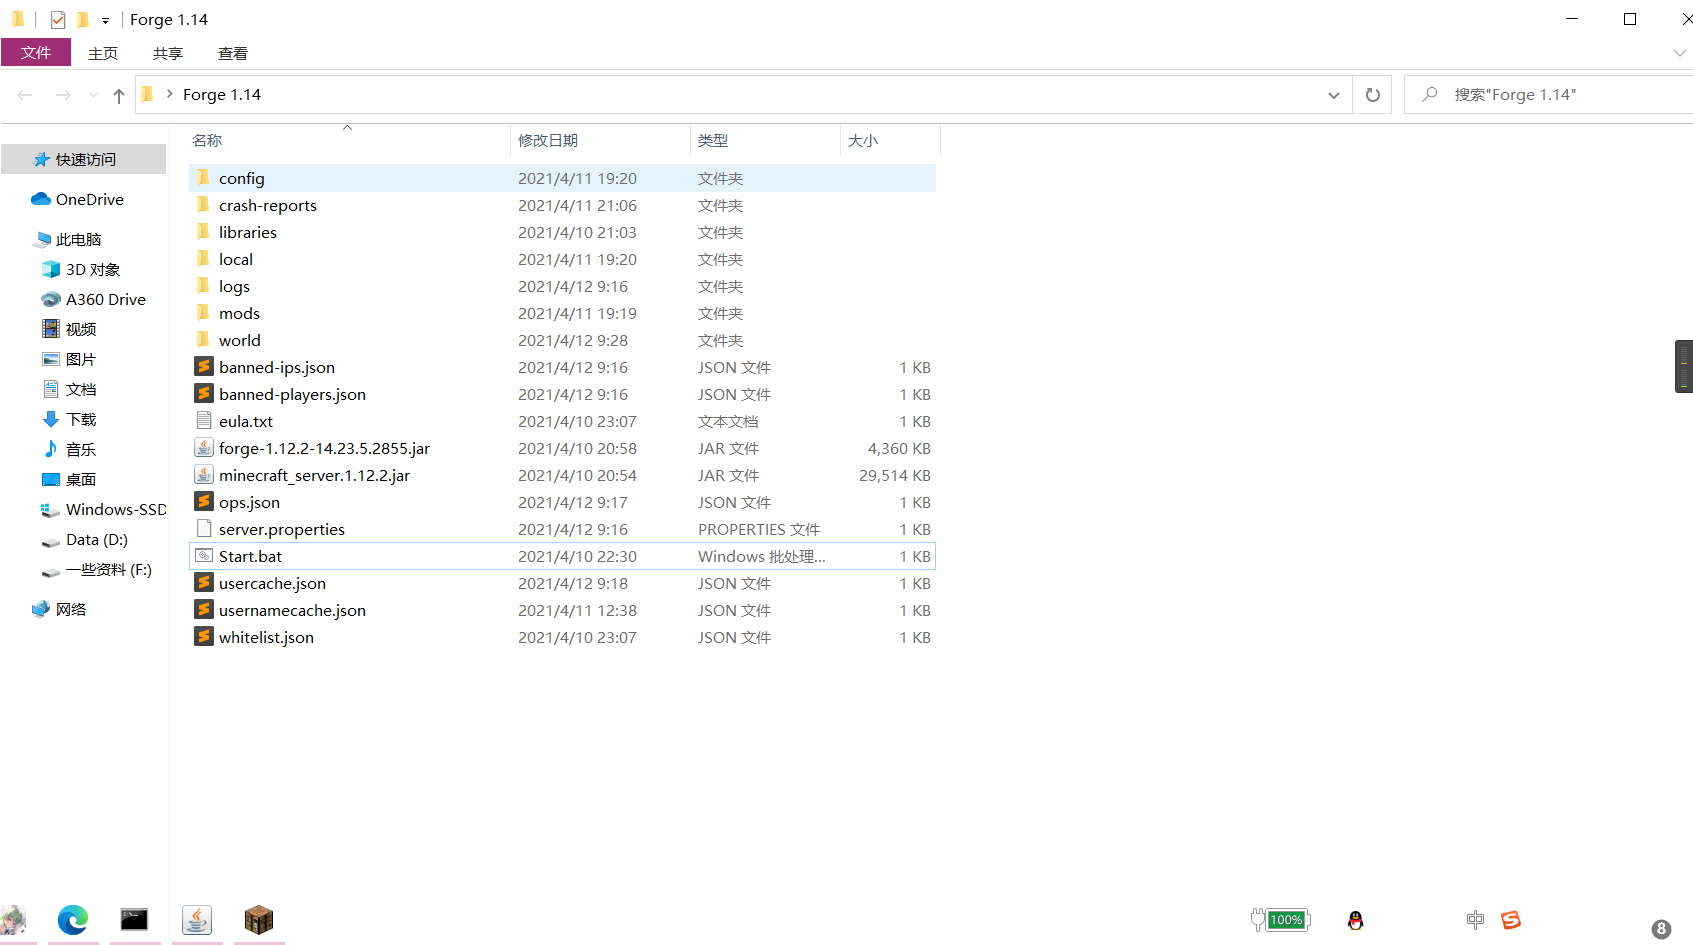 Forge 1.14
文件 主页 共享 查看
Forge 1.14 搜索"Forge 1.14"
名称 修改日期 类型 大小
快速访问
OneDrive
此电脑
3D 对象
A360 Drive
视频
图片
文档
下载
音乐
桌面
Windows-SSD
Data (D:)
一些资料 (F:)
网络
config 2021/4/11 19:20 文件夹
crash-reports 2021/4/11 21:06 文件夹
libraries 2021/4/10 21:03 文件夹
local 2021/4/11 19:20 文件夹
logs 2021/4/12 9:16 文件夹
mods 2021/4/11 19:19 文件夹
world 2021/4/12 9:28 文件夹
banned-ips.json 2021/4/12 9:16 JSON 文件 1 KB
banned-players.json 2021/4/12 9:16 JSON 文件 1 KB
eula.txt 2021/4/10 23:07 文本文档 1 KB
forge-1.12.2-14.23.5.2855.jar 2021/4/10 20:58 JAR 文件 4,360 KB
minecraft_server.1.12.2.jar 2021/4/10 20:54 JAR 文件 29,514 KB
ops.json 2021/4/12 9:17 JSON 文件 1 KB
server.properties 2021/4/12 9:16 PROPERTIES 文件 1 KB
Start.bat 2021/4/10 22:30 Windows 批处理... 1 KB
usercache.json 2021/4/12 9:18 JSON 文件 1 KB
usernamecache.json 2021/4/11 12:38 JSON 文件 1 KB
whitelist.json 2021/4/10 23:07 JSON 文件 1 KB
100% 中 S 8